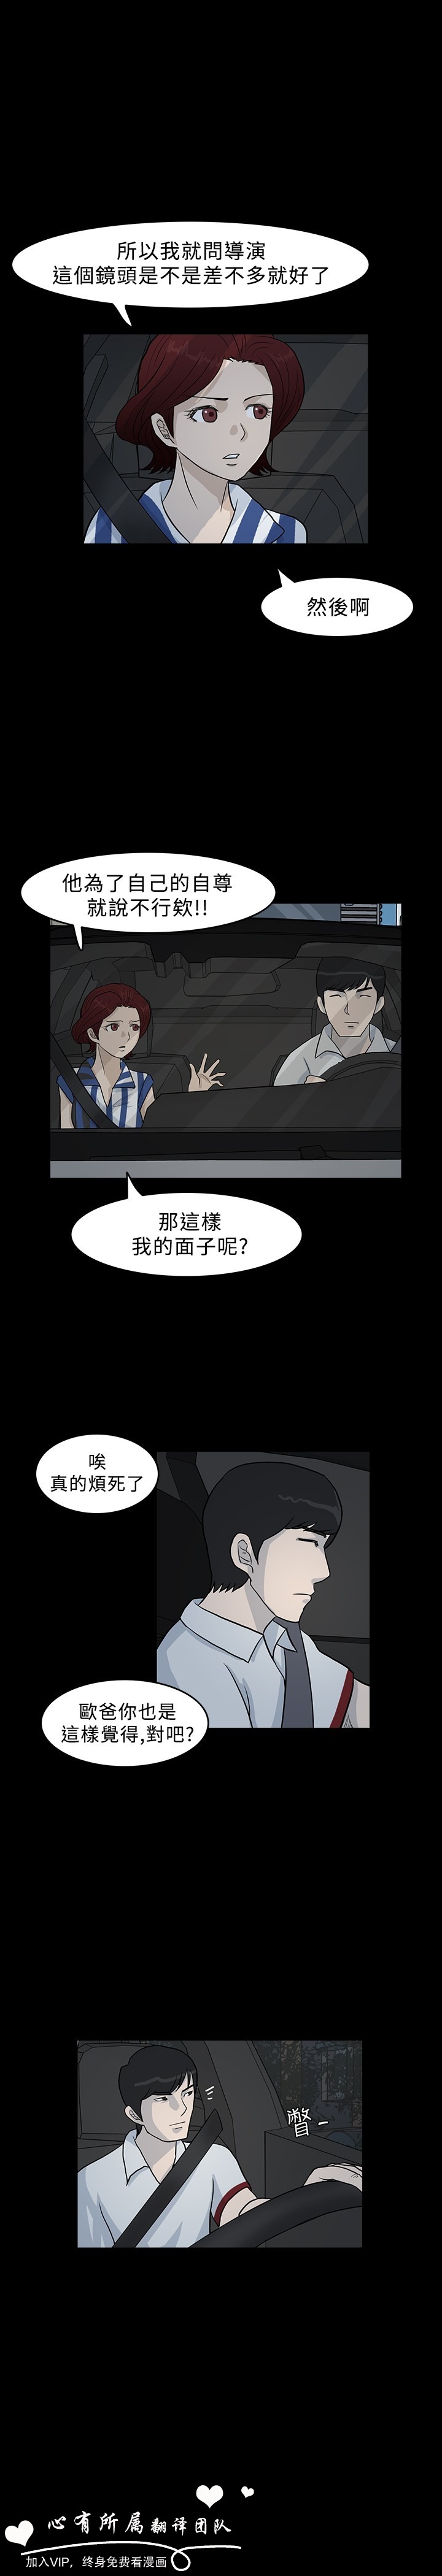 所以我就問導演
這個鏡頭是不是差不多就好了
然後啊
他為了自己的自尊
就說不行欸!!
那這樣
我的面子呢?
唉
真的煩死了
歐爸你也是
這樣覺得,對吧?
瞥-
心有所属翻译团队
加入VIP，终身免费看漫画